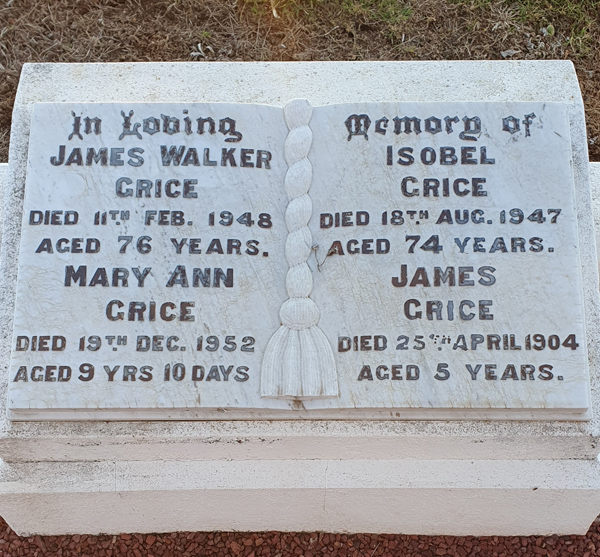 In Loving
JAMES WALKER
GRICE
DIED 11TH FEB. 1948
AGED 76 YEARS.
MARY ANN
GRICE
DIED 19TH DEC. 1952
AGED 9 YRS 10 DAYS
Memory of
ISOBEL
GRICE
DIED 18TH AUG. 1947
AGED 74 YEARS.
JAMES
GRICE
DIED 25TH APRIL 1904
AGED 5 YEARS.